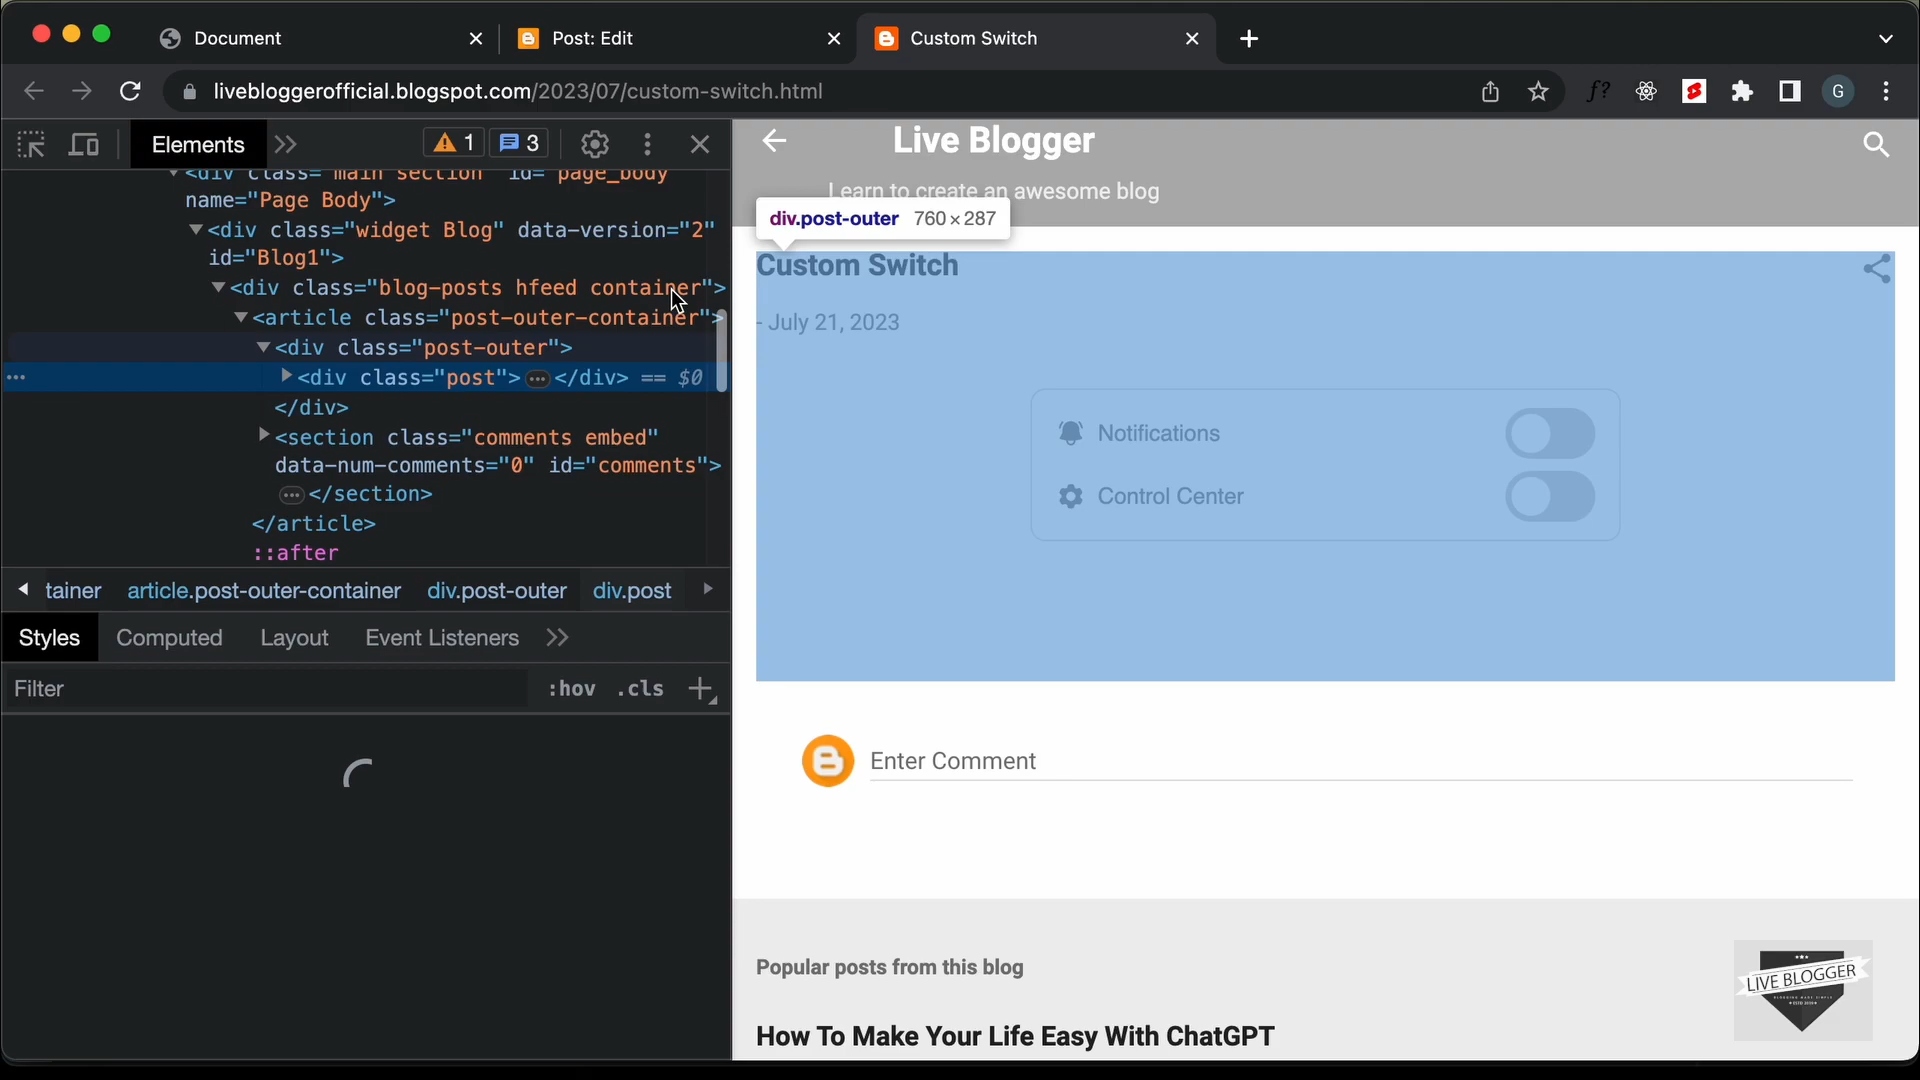 Document
Post: Edit
Custom Switch
livebloggerofficial.blogspot.com/2023/07/custom-switch.html
f?
G
Elements
1
3
<div class="main section" id="page_body"
name="Page Body">
<div class="widget Blog" data-version="2"
id="Blog1">
<div class="blog-posts hfeed container">
<article class="post-outer-container">
<div class="post-outer">
<div class="post">…</div> == $0
</div>
<section class="comments embed"
data-num-comments="0" id="comments">
…</section>
</article>
::after
tainer
article.post-outer-container
div.post-outer
div.post
Styles
Computed
Layout
Event Listeners
Filter
:hov
.cls
Live Blogger
Learn to create an awesome blog
div.post-outer 760×287
Custom Switch
- July 21, 2023
Notifications
Control Center
Enter Comment
Popular posts from this blog
LIVE BLOGGER
How To Make Your Life Easy With ChatGPT